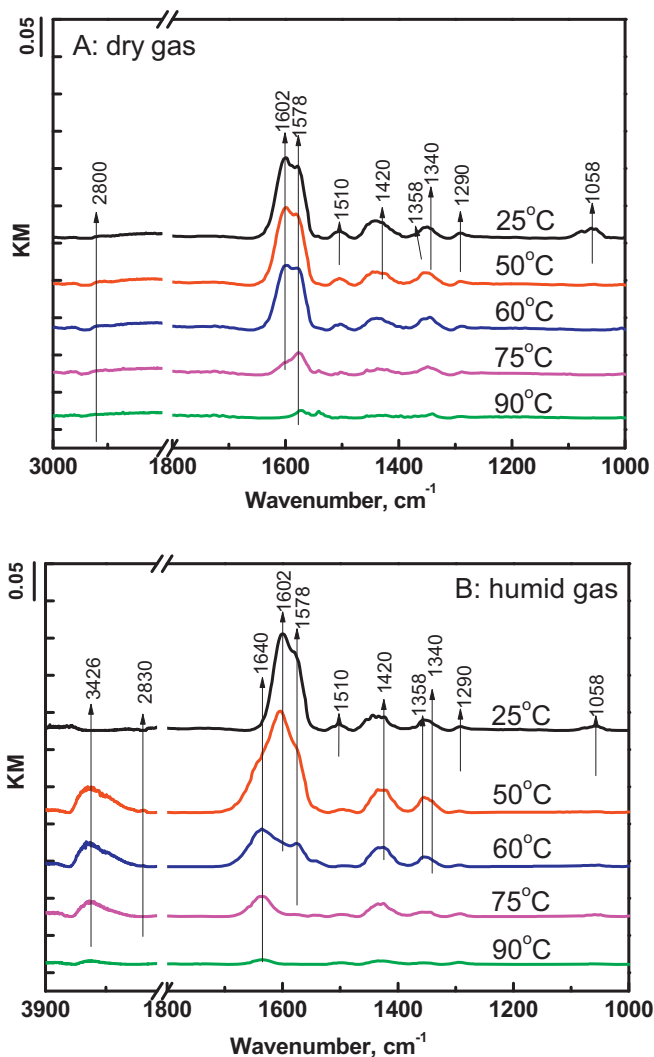 0.05
A: dry gas
2800
1602
1578
1510
1420
1358
1340
1290
1058
25°C
50°C
60°C
75°C
90°C
KM
3000 1800 1600 1400 1200 1000
Wavenumber, cm⁻¹
0.05
B: humid gas
3426
2830
1640
1602
1578
1510
1420
1358
1340
1290
1058
25°C
50°C
60°C
75°C
90°C
KM
3900 1800 1600 1400 1200 1000
Wavenumber, cm⁻¹